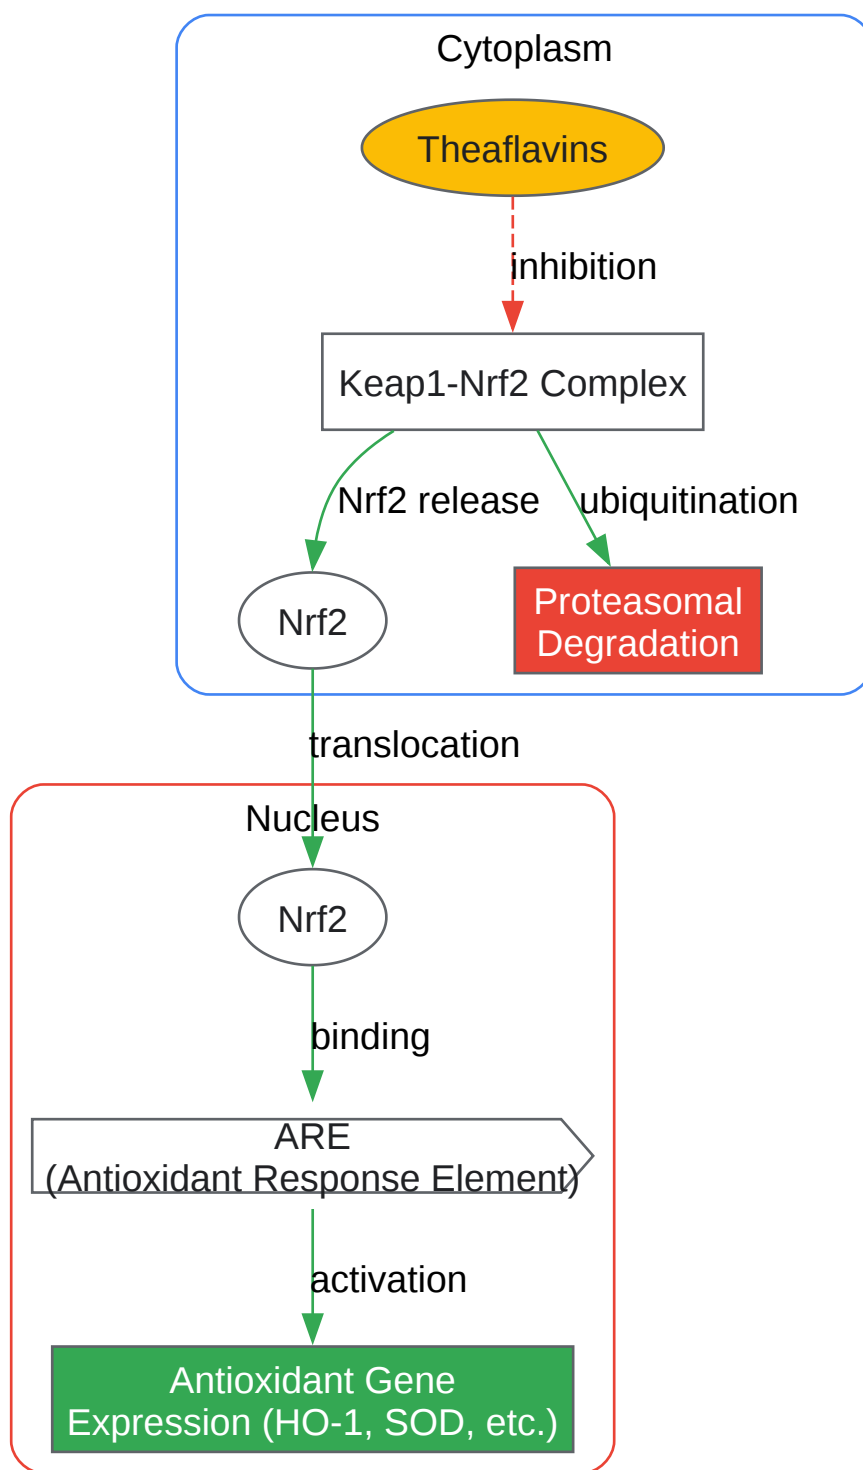 Cytoplasm
Theaflavins
inhibition
Keap1-Nrf2 Complex
Nrf2 release
ubiquitination
Nrf2
Proteasomal
Degradation
translocation
Nucleus
Nrf2
binding
ARE
(Antioxidant Response Element)
activation
Antioxidant Gene
Expression (HO-1, SOD, etc.)